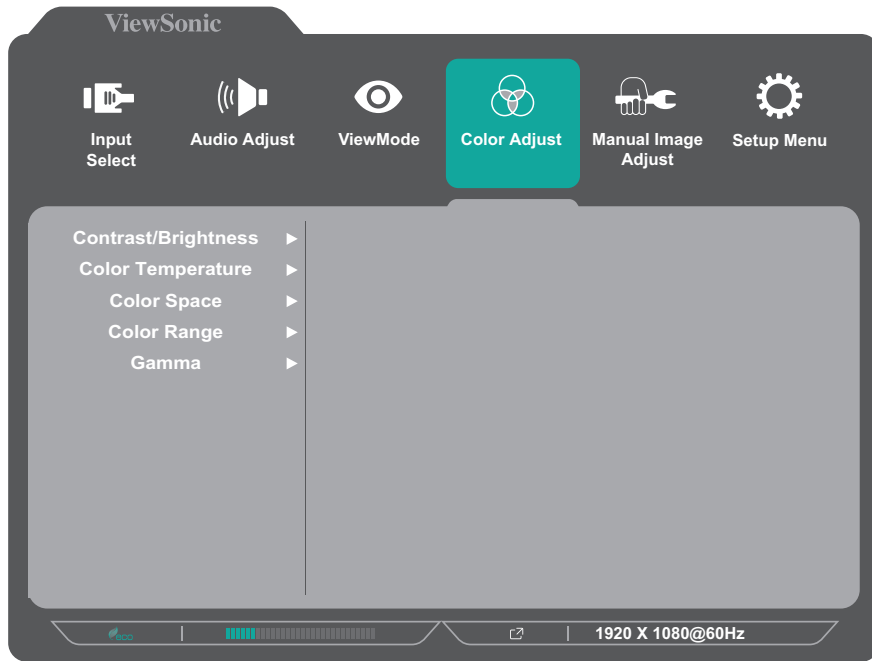 ViewSonic
Input
Select
Audio Adjust
ViewMode
Color Adjust
Manual Image
Adjust
Setup Menu
Contrast/Brightness
Color Temperature
Color Space
Color Range
Gamma
eco
1920 X 1080@60Hz